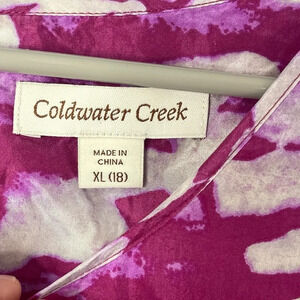 Coldwater Creek
MADE IN
CHINA
XL (18)